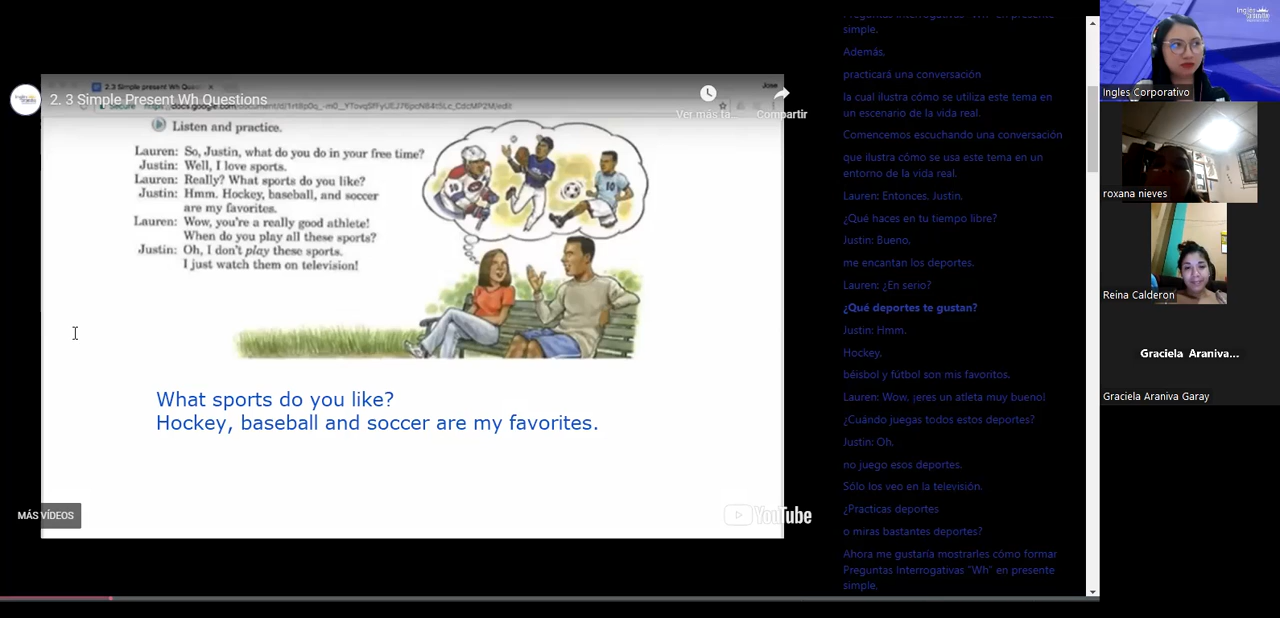 2.3 Simple present Wh Ques
Jose
2. 3 Simple Present Wh Questions
Ver más ta...
Compartir
Listen and practice.
Lauren: So, Justin, what do you do in your free time?
Justin: Well, I love sports.
Lauren: Really? What sports do you like?
Justin: Hmm. Hockey, baseball, and soccer
are my favorites.
Lauren: Wow, you're a really good athlete!
When do you play all these sports?
Justin: Oh, I don't play these sports.
I just watch them on television!
10
10
What sports do you like?
Hockey, baseball and soccer are my favorites.
MÁS VÍDEOS
YouTube
Preguntas Interrogativas "Wh" en presente
simple.
Además,
practicará una conversación
la cual ilustra cómo se utiliza este tema en
un escenario de la vida real.
Comencemos escuchando una conversación
que ilustra cómo se usa este tema en un
entorno de la vida real.
Lauren: Entonces, Justin.
¿Qué haces en tu tiempo libre?
Justin: Bueno,
me encantan los deportes.
Lauren: ¿En serio?
¿Qué deportes te gustan?
Justin: Hmm.
Hockey,
béisbol y fútbol son mis favoritos.
Lauren: Wow, ¡eres un atleta muy bueno!
¿Cuándo juegas todos estos deportes?
Justin: Oh,
no juego esos deportes.
Sólo los veo en la televisión.
¿Practicas deportes
o miras bastantes deportes?
Ahora me gustaría mostrarles cómo formar
Preguntas Interrogativas "Wh" en presente
simple.
Ingles Corporativo
roxana nieves
Reina Calderon
Graciela Araniva...
Graciela Araniva Garay